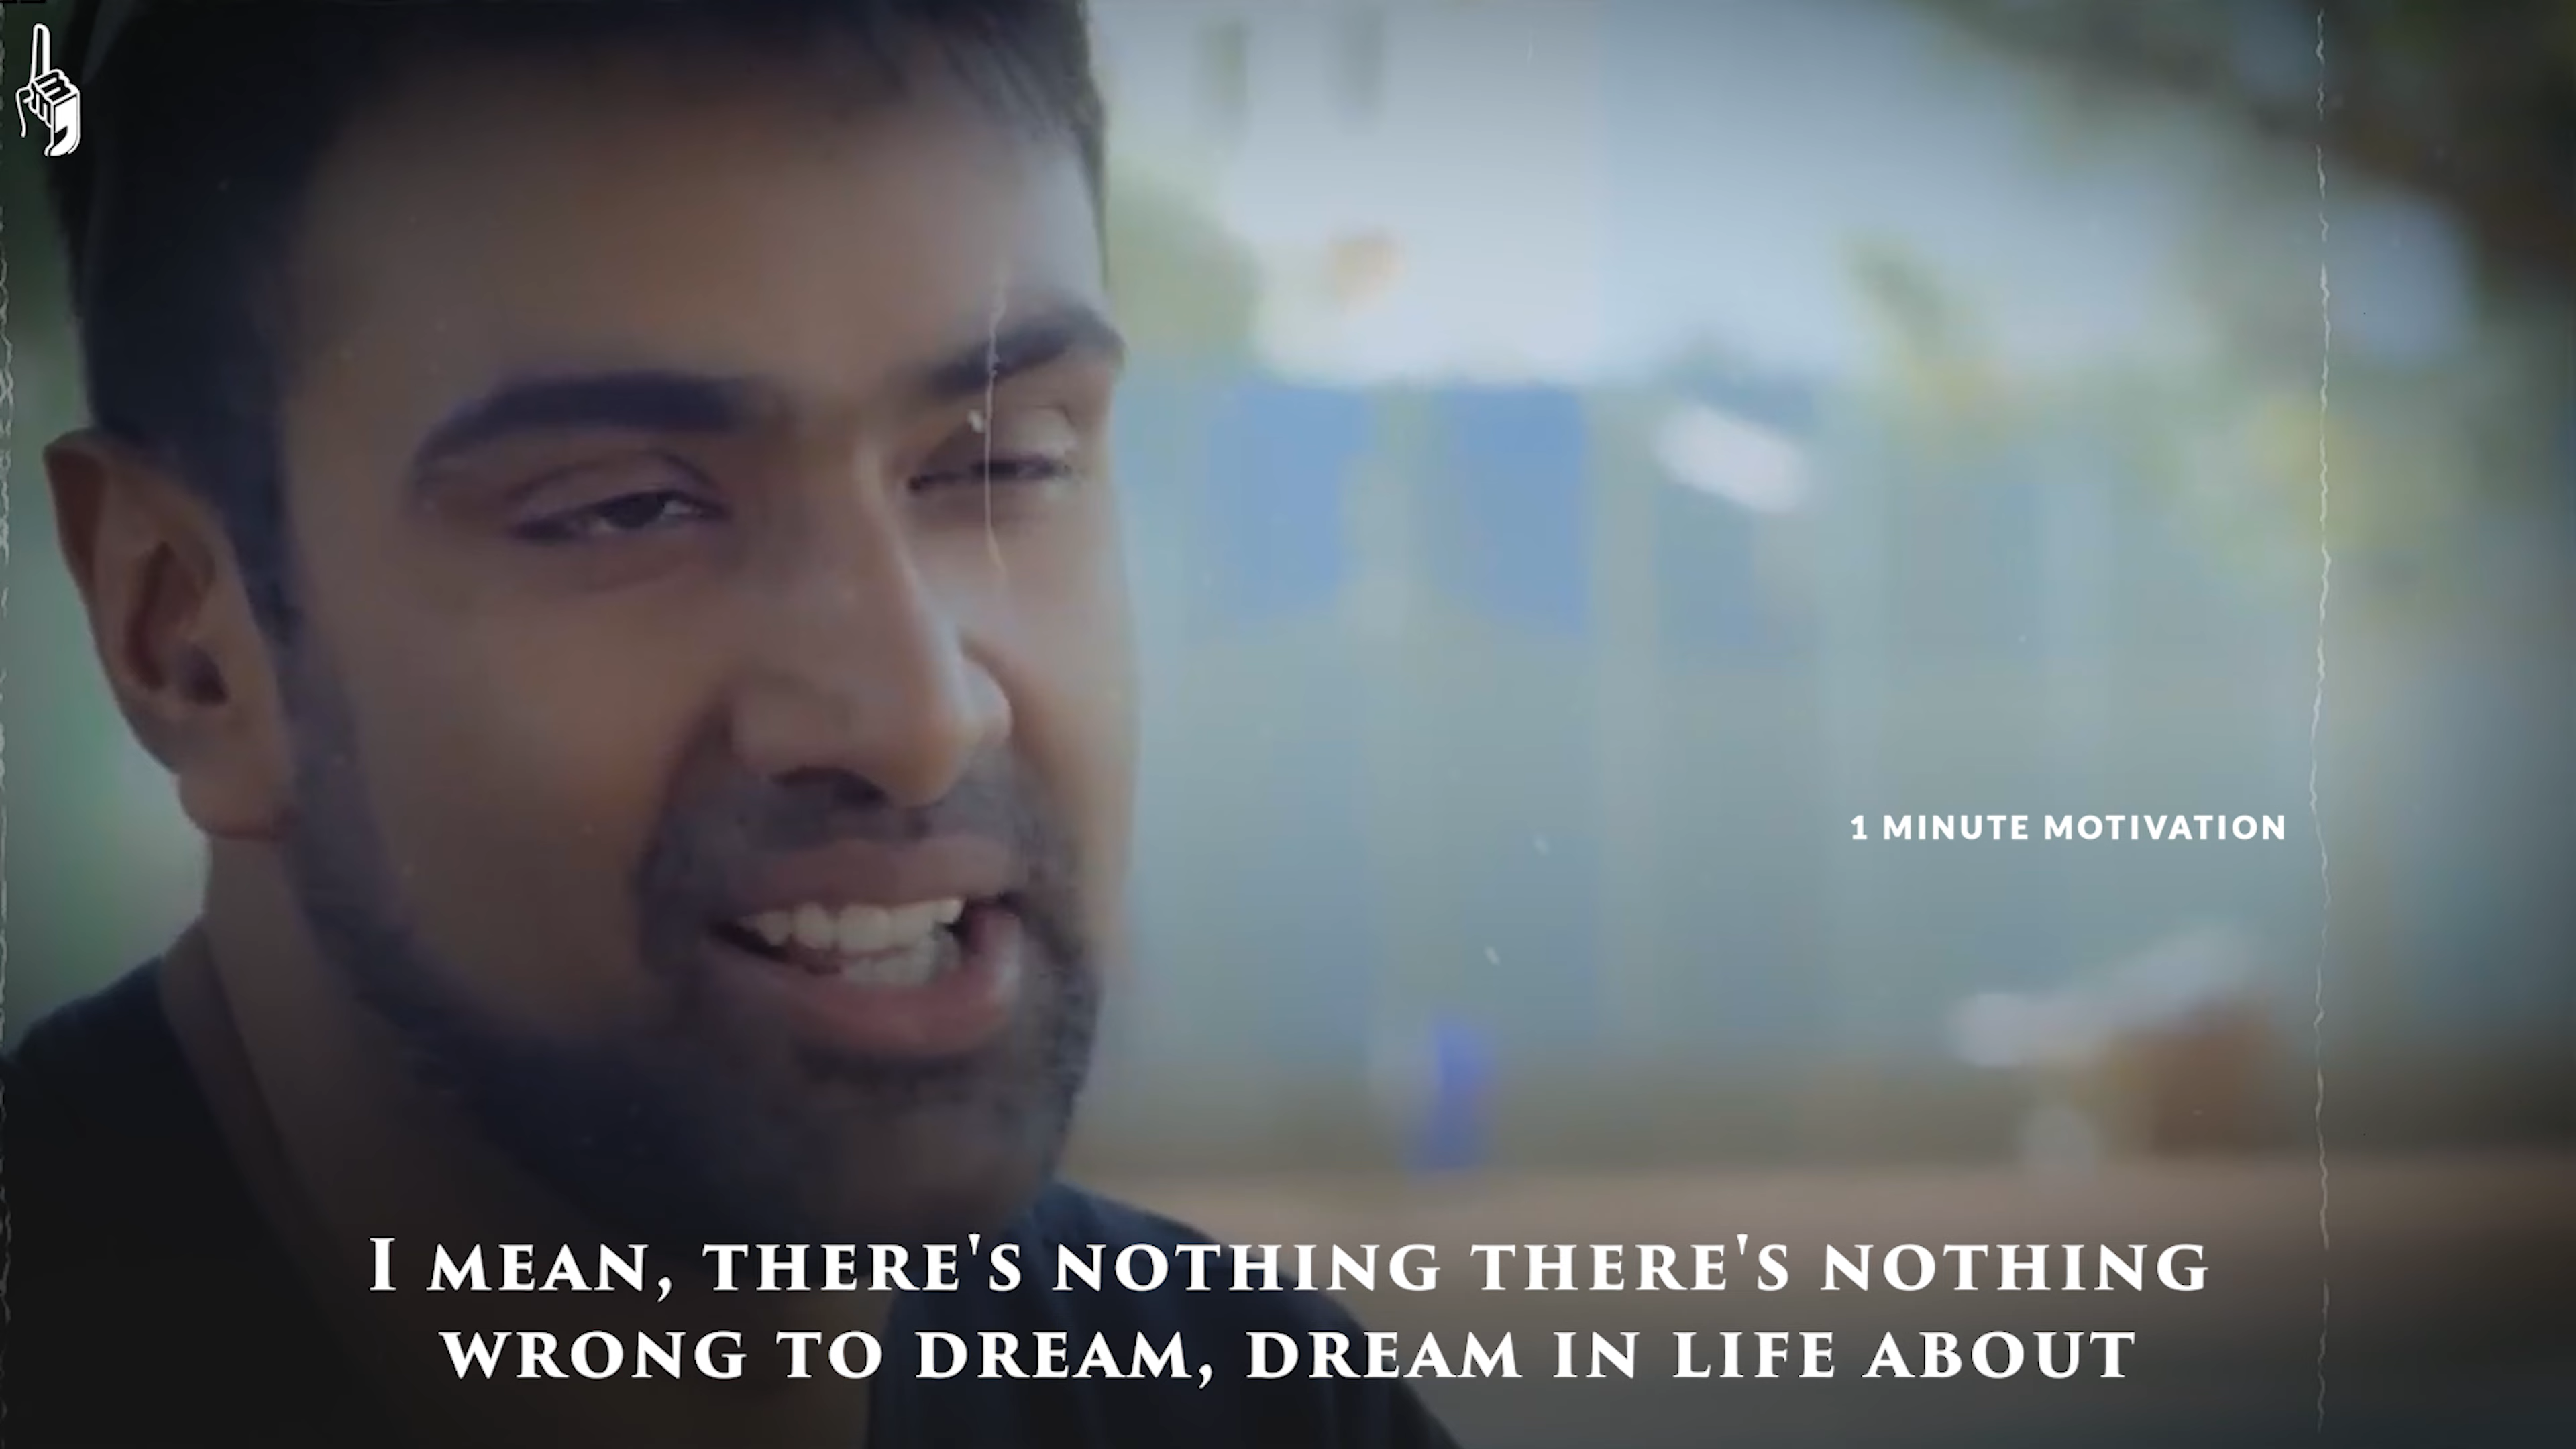 1 MINUTE MOTIVATION
I MEAN, THERE'S NOTHING THERE'S NOTHING
WRONG TO DREAM, DREAM IN LIFE ABOUT